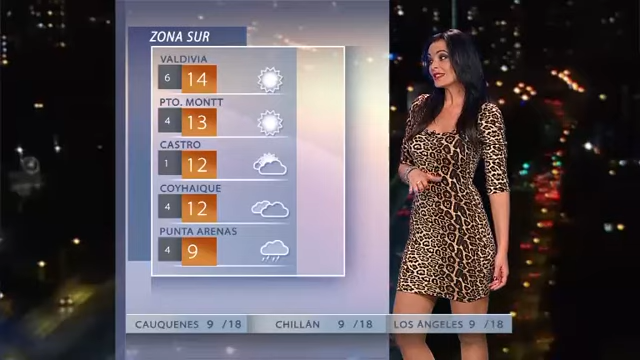 ZONA SUR
VALDIVIA
6 14
PTO. MONTT
4 13
CASTRO
1 12
COYHAIQUE
4 12
PUNTA ARENAS
4 9
CAUQUENES 9 /18 CHILLÁN 9 /18 LOS ÁNGELES 9 /18